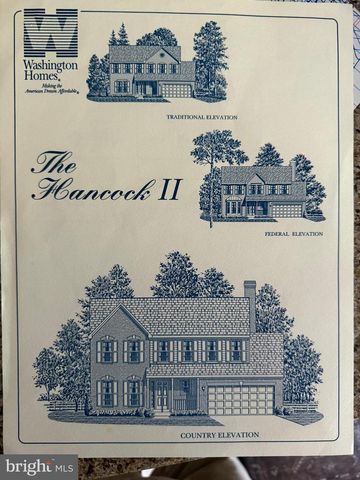 W
Washington
Homes®
Making the
American Dream Affordable®
TRADITIONAL ELEVATION
The
Hancock II
FEDERAL ELEVATION
COUNTRY ELEVATION
bright MLS